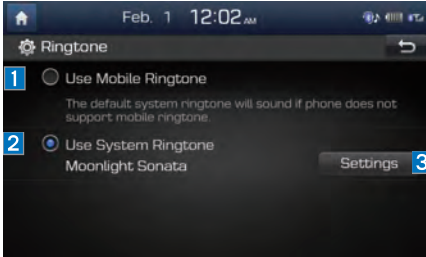 Feb. 1 12:02 AM
Ringtone
1 Use Mobile Ringtone
The default system ringtone will sound if phone does not
support mobile ringtone.
2 Use System Ringtone
Moonlight Sonata Settings 3